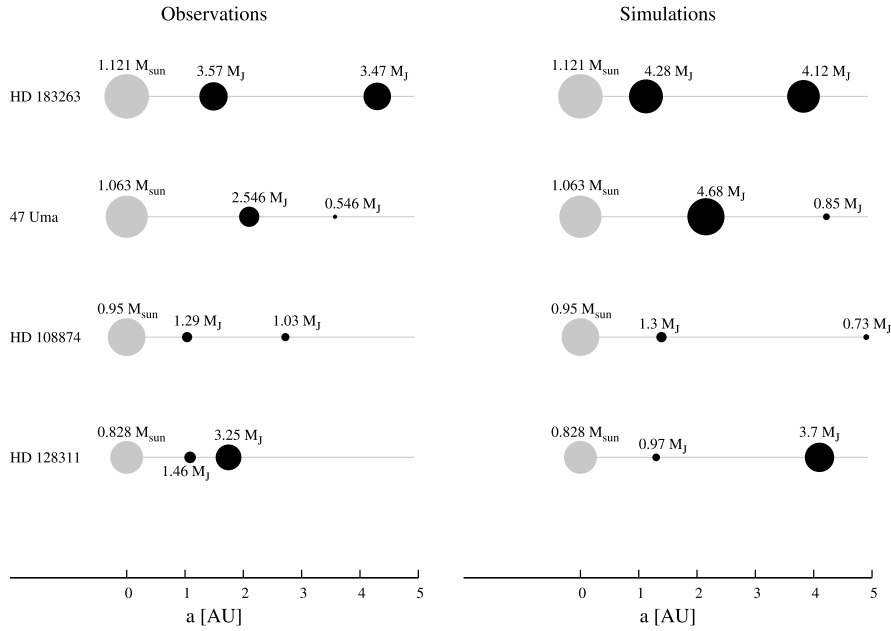 Observations Simulations
1.121 M_sun 3.57 M_J 3.47 M_J 1.121 M_sun 4.28 M_J 4.12 M_J
HD 183263
1.063 M_sun 2.546 M_J 0.546 M_J 1.063 M_sun 4.68 M_J 0.85 M_J
47 Uma
0.95 M_sun 1.29 M_J 1.03 M_J 0.95 M_sun 1.3 M_J 0.73 M_J
HD 108874
0.828 M_sun 3.25 M_J 0.828 M_sun 0.97 M_J 3.7 M_J
HD 128311
1.46 M_J
0 1 2 3 4 5 0 1 2 3 4 5
a [AU] a [AU]